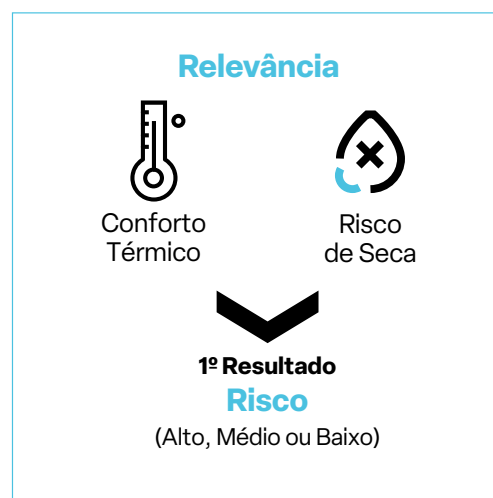 Relevância
Conforto
Térmico
Risco
de Seca
1º Resultado
Risco
(Alto, Médio ou Baixo)